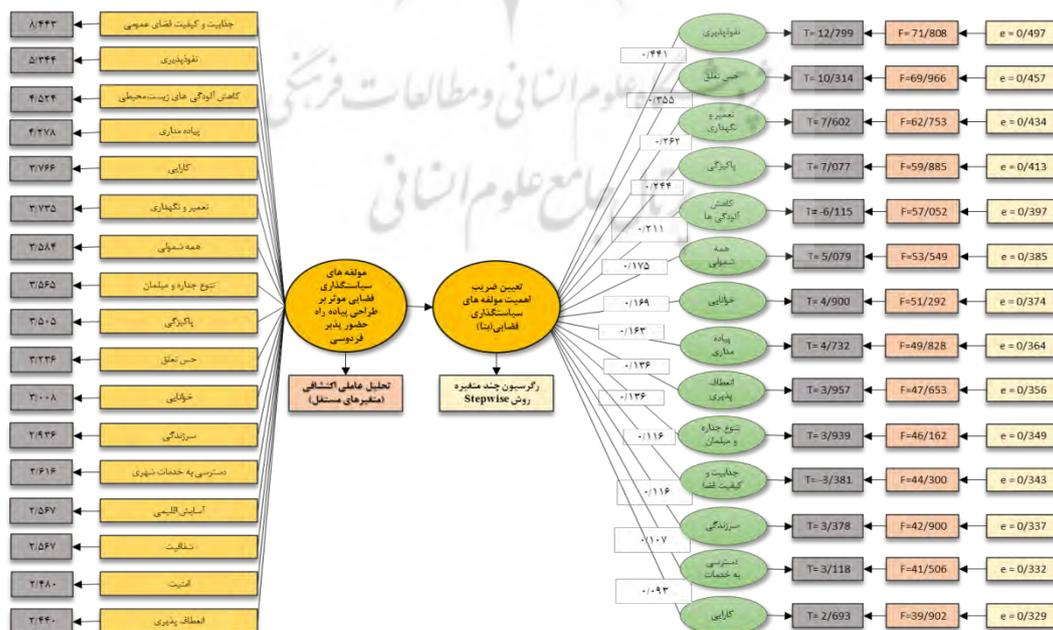 جذابیت و کیفیت فضای عمومی
۸/۴۴۳
نفوذپذیری
۵/۳۴۴
کاهش آلودگی های زیست‌محیطی
۴/۵۲۴
پیاده مداری
۴/۲۷۸
کارایی
۳/۷۶۶
تعمیر و نگهداری
۳/۷۳۵
همه شمولی
۳/۵۸۴
تنوع جداره و مبلمان
۳/۵۶۵
پاکیزگی
۳/۵۰۵
حس تعلق
۳/۲۳۶
خوانایی
۳/۰۰۸
سرزندگی
۲/۹۳۶
دسترسی به خدمات شهری
۲/۶۱۶
آسایش اقلیمی
۲/۵۶۷
شفافیت
۲/۵۶۷
امنیت
۲/۴۸۰
انعطاف پذیری
۲/۴۴۰
مولفه های
سیاستگذاری
فضایی موثر بر
طراحی پیاده راه
حضور پذیر
فردوسی
تحلیل عاملی اکتشافی
(متغیرهای مستقل)
تعیین ضریب
اهمیت مولفه های
سیاستگذاری
فضایی(بتا)
رگرسیون چند متغیره
روش Stepwise
۰/۴۴۱
نفوذپذیری
T= 12/799
F= 71/808
e = 0/497
۰/۳۵۵
حس تعلق
T= 10/314
F=69/966
e = 0/457
۰/۲۶۲
تعمیر و
نگهداری
T= 7/602
F=62/753
e = 0/434
۰/۲۴۴
پاکیزگی
T= 7/077
F=59/885
e = 0/413
۰/۲۱۱
کاهش
آلودگی ها
T= -6/115
F=57/052
e = 0/397
۰/۱۷۵
همه
شمولی
T= 5/079
F=53/549
e = 0/385
۰/۱۶۹
خوانایی
T= 4/900
F=51/292
e = 0/374
۰/۱۶۳
پیاده
مداری
T= 4/732
F=49/828
e = 0/364
۰/۱۳۶
انعطاف
پذیری
T= 3/957
F=47/653
e = 0/356
۰/۱۳۶
تنوع جداره
و مبلمان
T= 3/939
F=46/162
e = 0/349
۰/۱۱۶
جذابیت و
کیفیت فضا
T=-3/381
F=44/300
e = 0/343
۰/۱۱۶
سرزندگی
T= 3/378
F=42/900
e = 0/337
۰/۱۰۷
دسترسی
به خدمات
T= 3/118
F=41/506
e = 0/332
۰/۰۹۳
کارایی
T= 2/693
F=39/902
e = 0/329
علوم انسانی و مطالعات فرهنگی
جامع علوم انسانی